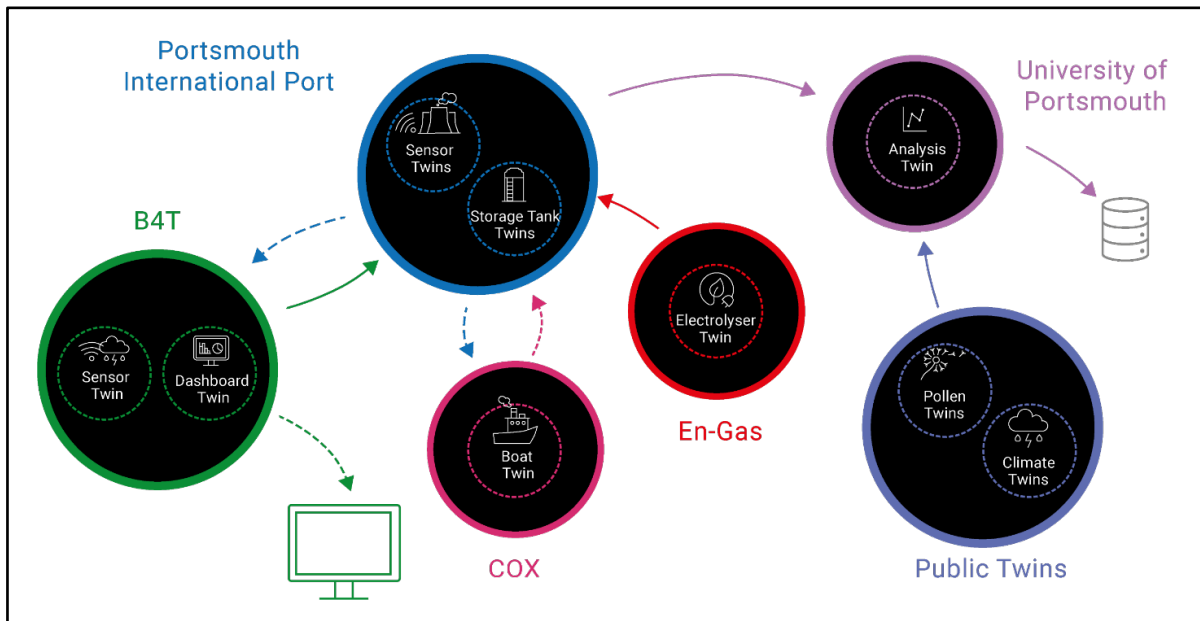 Portsmouth
International Port
University of
Portsmouth
Sensor
Twins
Storage Tank
Twins
Analysis
Twin
B4T
Sensor
Twin
Dashboard
Twin
Electrolyser
Twin
En-Gas
Boat
Twin
COX
Pollen
Twins
Climate
Twins
Public Twins